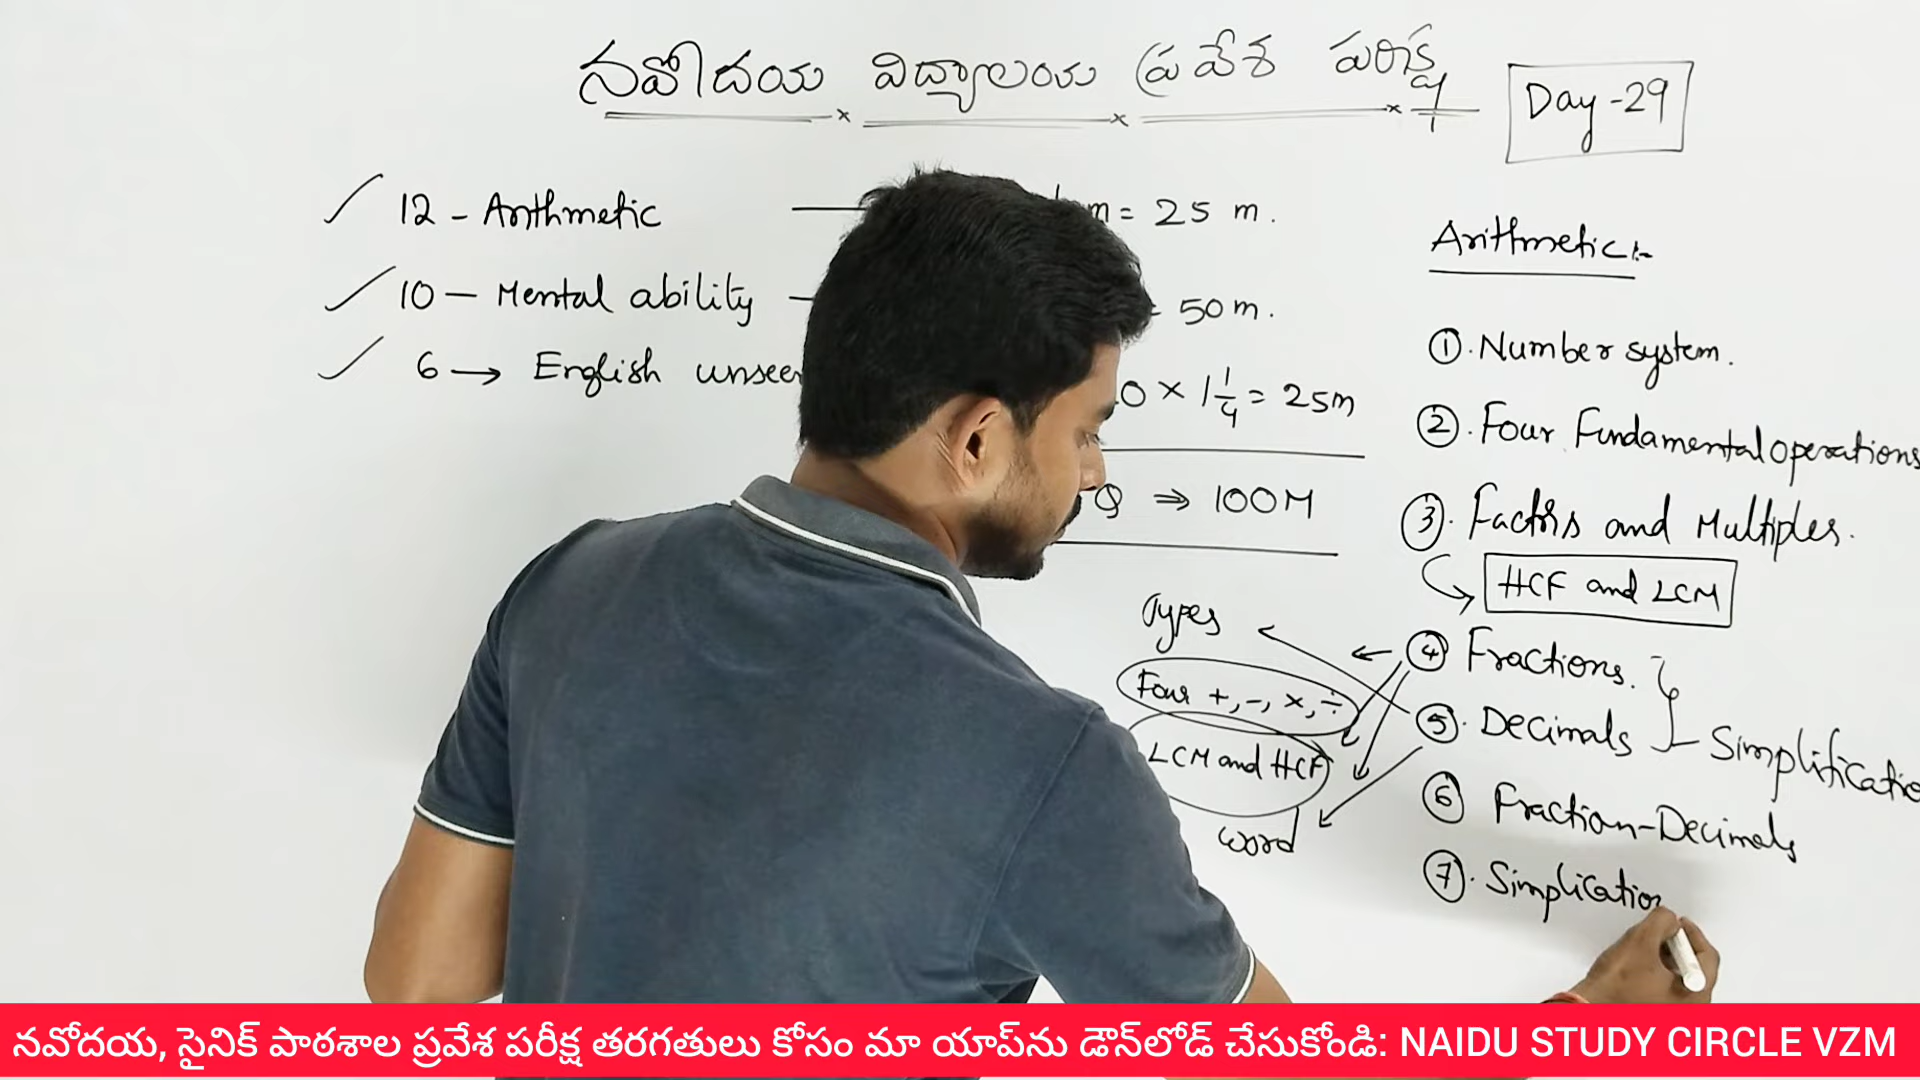 నవోదయ విద్యాలయ ప్రవేశ పరీక్ష
Day-29
12 - Arithmetic
m = 25 m.
10 — Mental ability
= 50 m.
6 → English unseen
0 × 1 1/4 = 25m
Q ⇒ 100M
Arithmetic:-
① Number system.
② Four Fundamental operations
③ Factors and Multiples.
HCF and LCM
④ Fractions.
⑤ Decimals
Simplificatio
⑥ Fraction-Decimals
⑦ Simplication
Types
Four +, -, ×, ÷
LCM and HCF
word
నవోదయ, సైనిక్ పాఠశాల ప్రవేశ పరీక్ష తరగతులు కోసం మా యాప్‌ను డౌన్‌లోడ్ చేసుకోండి: NAIDU STUDY CIRCLE VZM